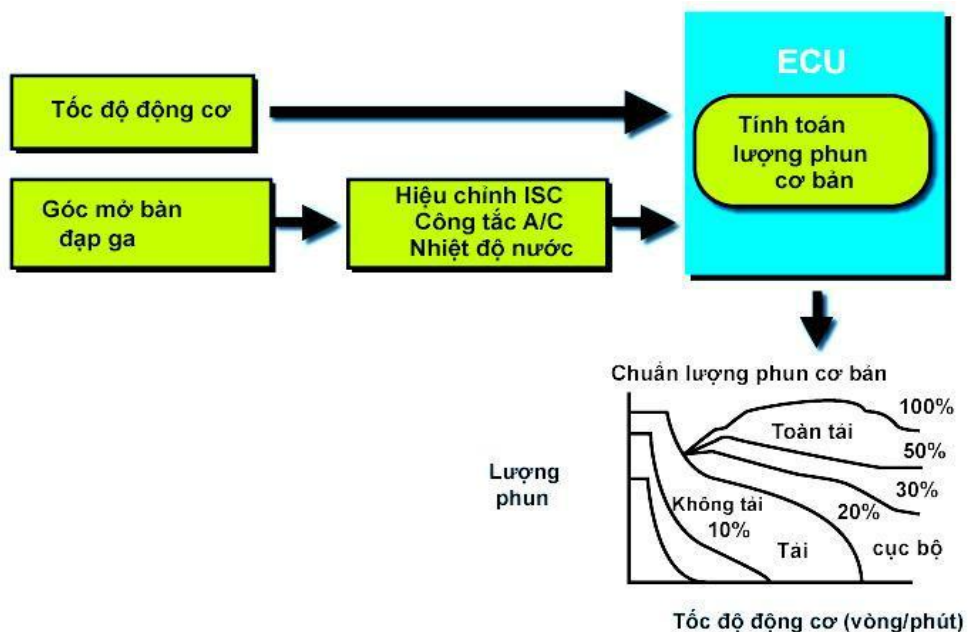 ECU
Tốc độ động cơ
Tính toán
lượng phun
cơ bản
Góc mở bàn
đạp ga
Hiệu chỉnh ISC
Công tắc A/C
Nhiệt độ nước
Chuẩn lượng phun cơ bản
Lượng
phun
100%
Toàn tải
50%
30%
20%
Không tải
10%
Tải
cục bộ
Tốc độ động cơ (vòng/phút)